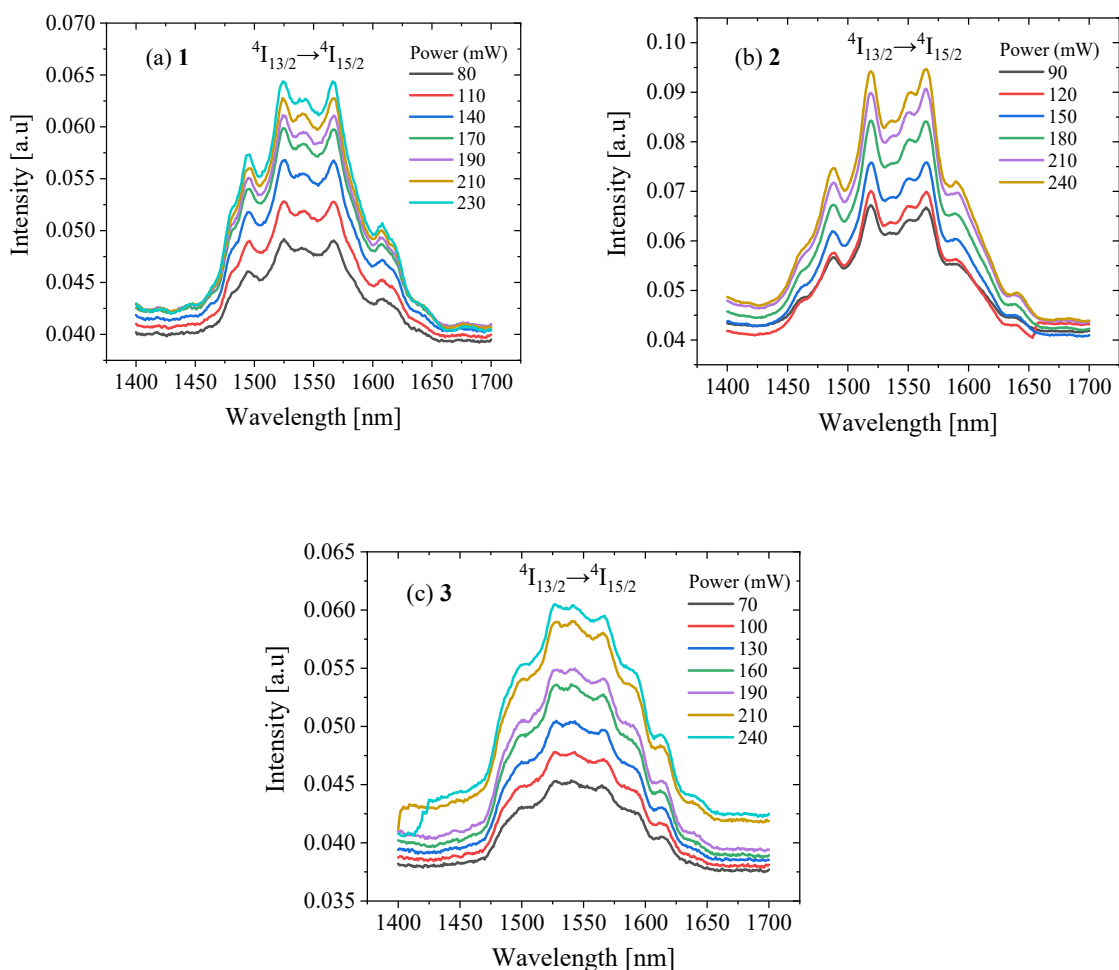 (a) 1
⁴I₁₃/₂→⁴I₁₅/₂
Power (mW)
80
110
140
170
190
210
230
0.070
0.065
0.060
0.055
0.050
0.045
0.040
Intensity [a.u]
1400 1450 1500 1550 1600 1650 1700
Wavelength [nm]
(b) 2
⁴I₁₃/₂→⁴I₁₅/₂
Power (mW)
90
120
150
180
210
240
0.10
0.09
0.08
0.07
0.06
0.05
0.04
Intensity [a.u]
1400 1450 1500 1550 1600 1650 1700
Wavelength [nm]
(c) 3
⁴I₁₃/₂→⁴I₁₅/₂
Power (mW)
70
100
130
160
190
210
240
0.065
0.060
0.055
0.050
0.045
0.040
0.035
Intensity [a.u]
1400 1450 1500 1550 1600 1650 1700
Wavelength [nm]